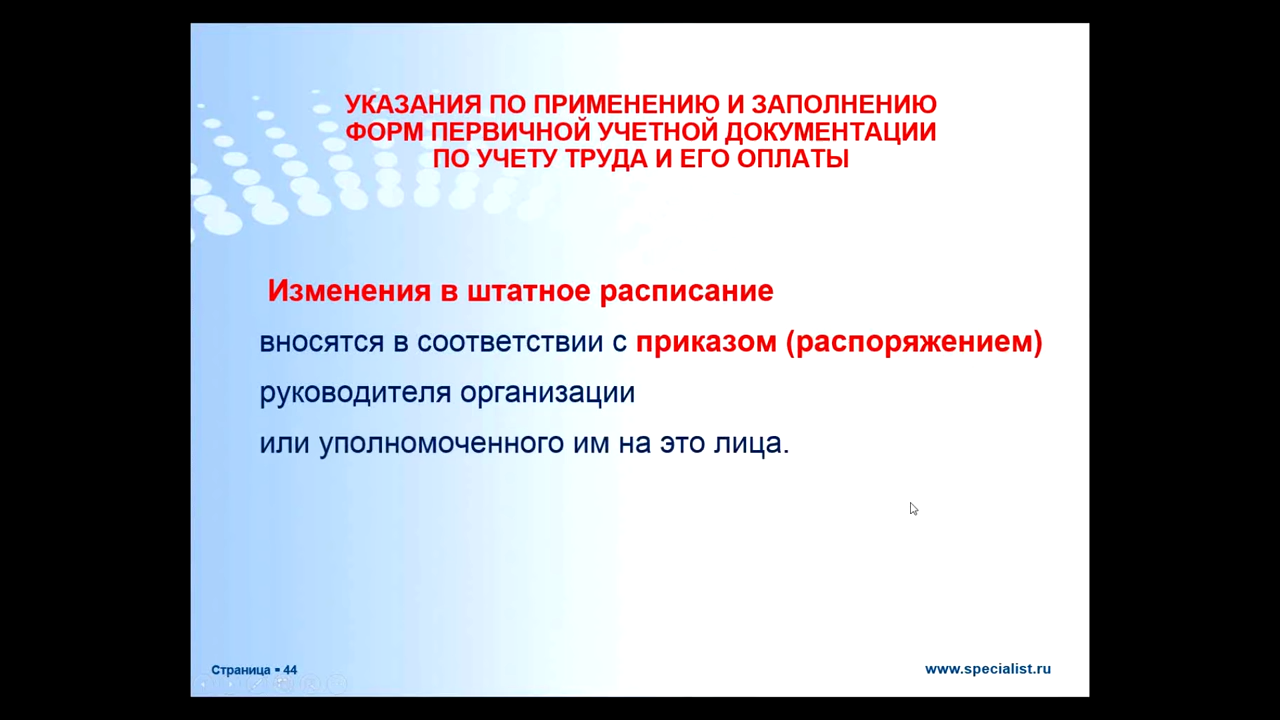 УКАЗАНИЯ ПО ПРИМЕНЕНИЮ И ЗАПОЛНЕНИЮ
ФОРМ ПЕРВИЧНОЙ УЧЕТНОЙ ДОКУМЕНТАЦИИ
ПО УЧЕТУ ТРУДА И ЕГО ОПЛАТЫ
Изменения в штатное расписание
вносятся в соответствии с приказом (распоряжением)
руководителя организации
или уполномоченного им на это лица.
Страница ▪ 44
www.specialist.ru